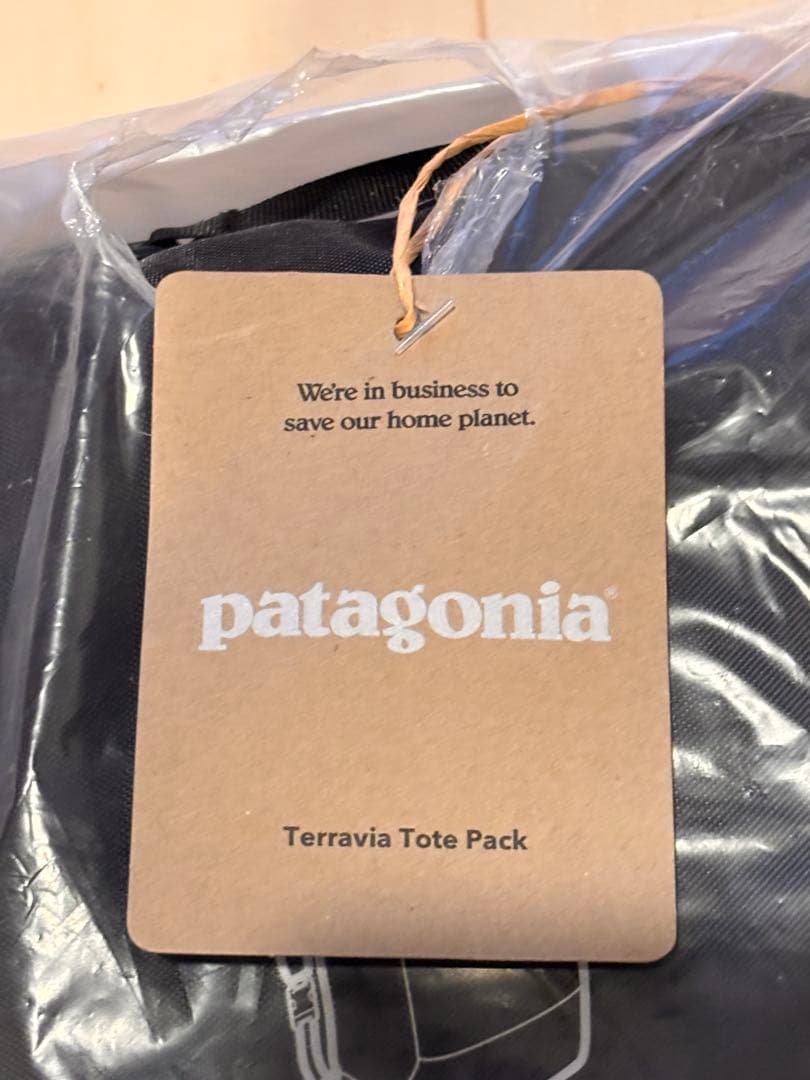 We're in business to
save our home planet.
patagonia®
Terravia Tote Pack